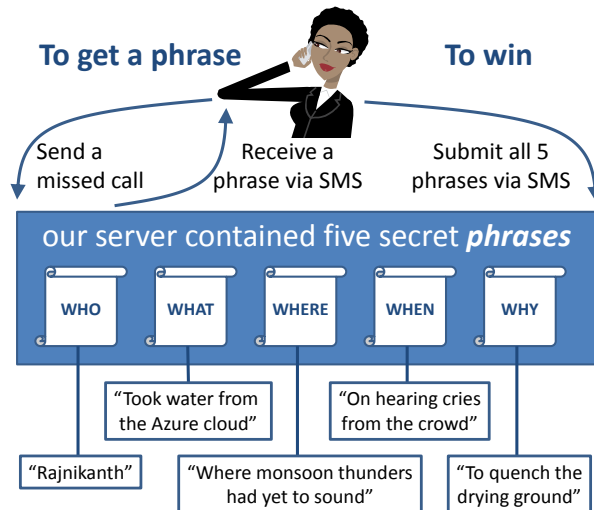 To get a phrase
To win
Send a
missed call
Receive a
phrase via SMS
Submit all 5
phrases via SMS
our server contained five secret phrases
WHO
WHAT
WHERE
WHEN
WHY
“Took water from
the Azure cloud”
“On hearing cries
from the crowd”
“Rajnikanth”
“Where monsoon thunders
had yet to sound”
“To quench the
drying ground”